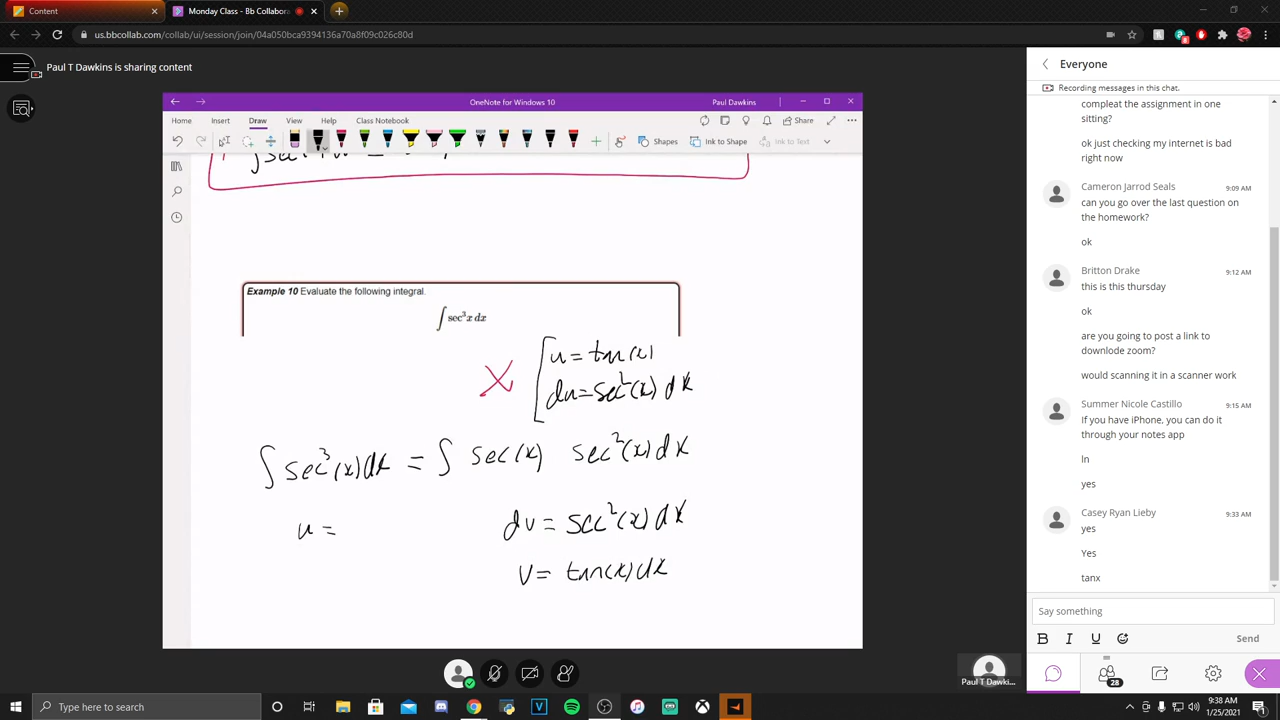 Content
Monday Class - Bb Collabora
us.bbcollab.com/collab/ui/session/join/04a050bca9394136a70a8f09c026c80d
Paul T Dawkins is sharing content
OneNote for Windows 10
Paul Dawkins
Home Insert Draw View Help Class Notebook
Share
Shapes
Ink to Shape
Ink to Text
Example 10 Evaluate the following integral.
∫ sec³x dx
X u = tan(x)
du = sec²(x) dx
∫ sec³(x) dx = ∫ sec(x) sec²(x) dx
u = dv = sec²(x) dx
v = tan(x) dx
Paul T Dawki...
Everyone
Recording messages in this chat.
compleat the assignment in one
sitting?
ok just checking my internet is bad
right now
Cameron Jarrod Seals 9:09 AM
can you go over the last question on
the homework?
ok
Britton Drake 9:12 AM
this is this thursday
ok
are you going to post a link to
downlode zoom?
would scanning it in a scanner work
Summer Nicole Castillo 9:15 AM
If you have iPhone, you can do it
through your notes app
In
yes
Casey Ryan Lieby 9:33 AM
yes
Yes
tanx
Say something
B I U Send
23
Type here to search
9:38 AM
1/25/2021